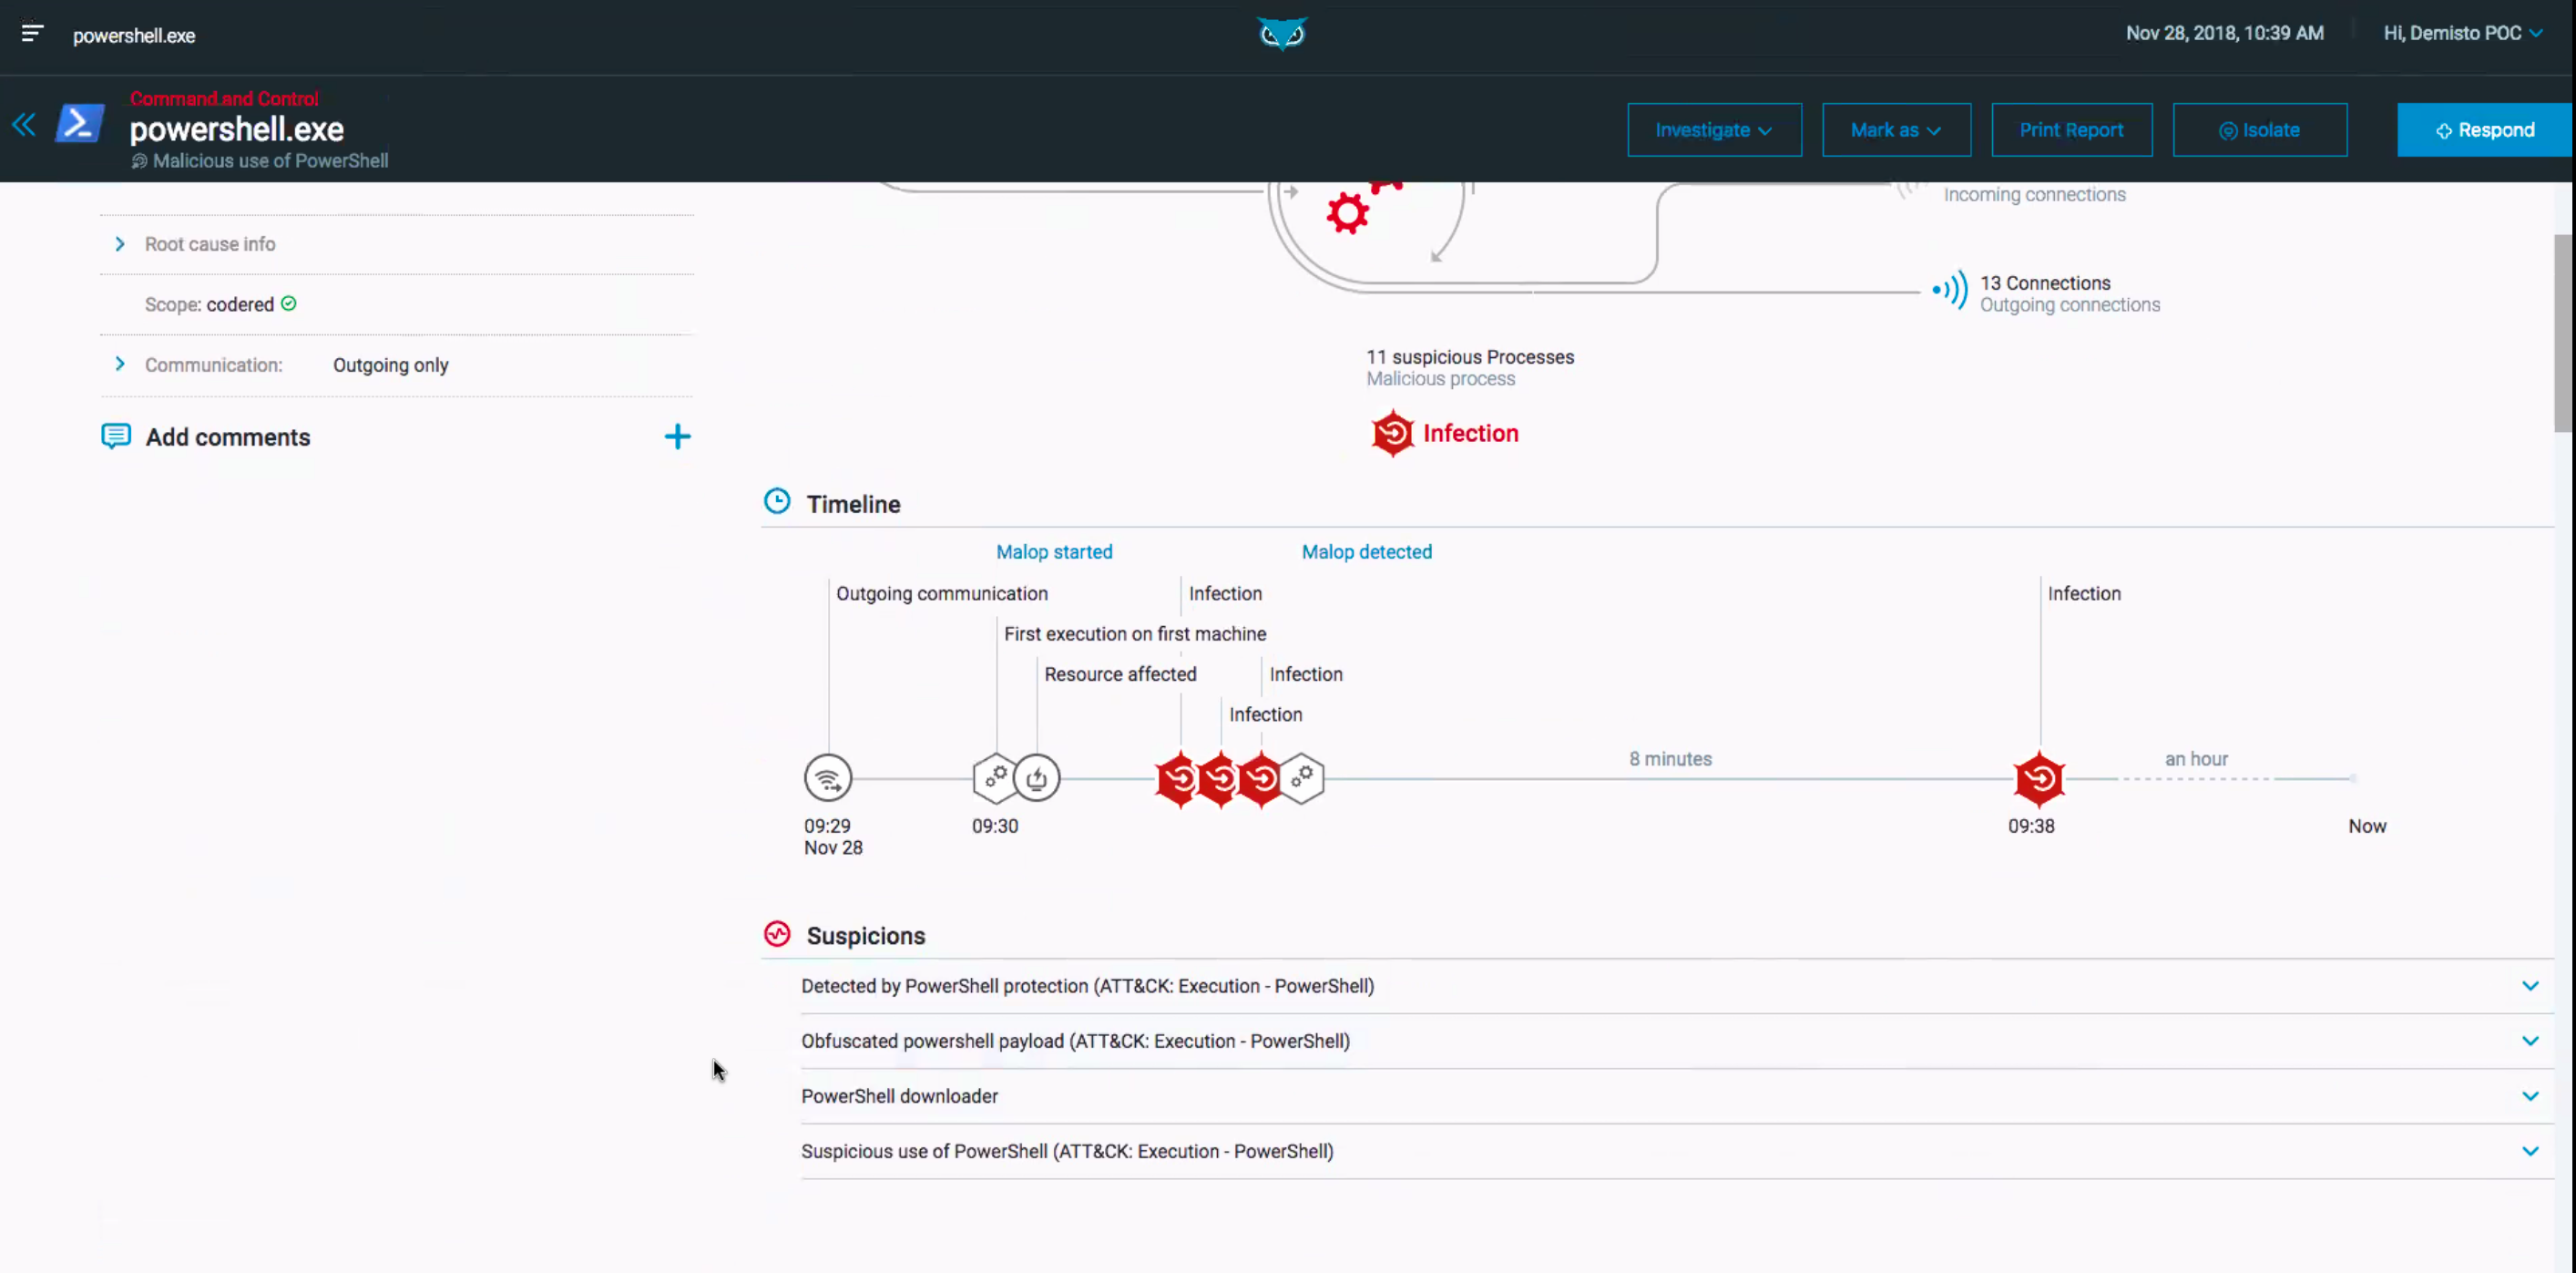 powershell.exe
Nov 28, 2018, 10:39 AM
Hi, Demisto POC
Command and Control
powershell.exe
Malicious use of PowerShell
Investigate
Mark as
Print Report
Isolate
Respond
Incoming connections
Root cause info
13 Connections
Outgoing connections
Scope: codered
11 suspicious Processes
Malicious process
Communication: Outgoing only
Infection
Add comments
Timeline
Malop started
Malop detected
Outgoing communication
Infection
Infection
First execution on first machine
Resource affected
Infection
Infection
8 minutes
an hour
09:29
Nov 28
09:30
09:38
Now
Suspicions
Detected by PowerShell protection (ATT&CK: Execution - PowerShell)
Obfuscated powershell payload (ATT&CK: Execution - PowerShell)
PowerShell downloader
Suspicious use of PowerShell (ATT&CK: Execution - PowerShell)